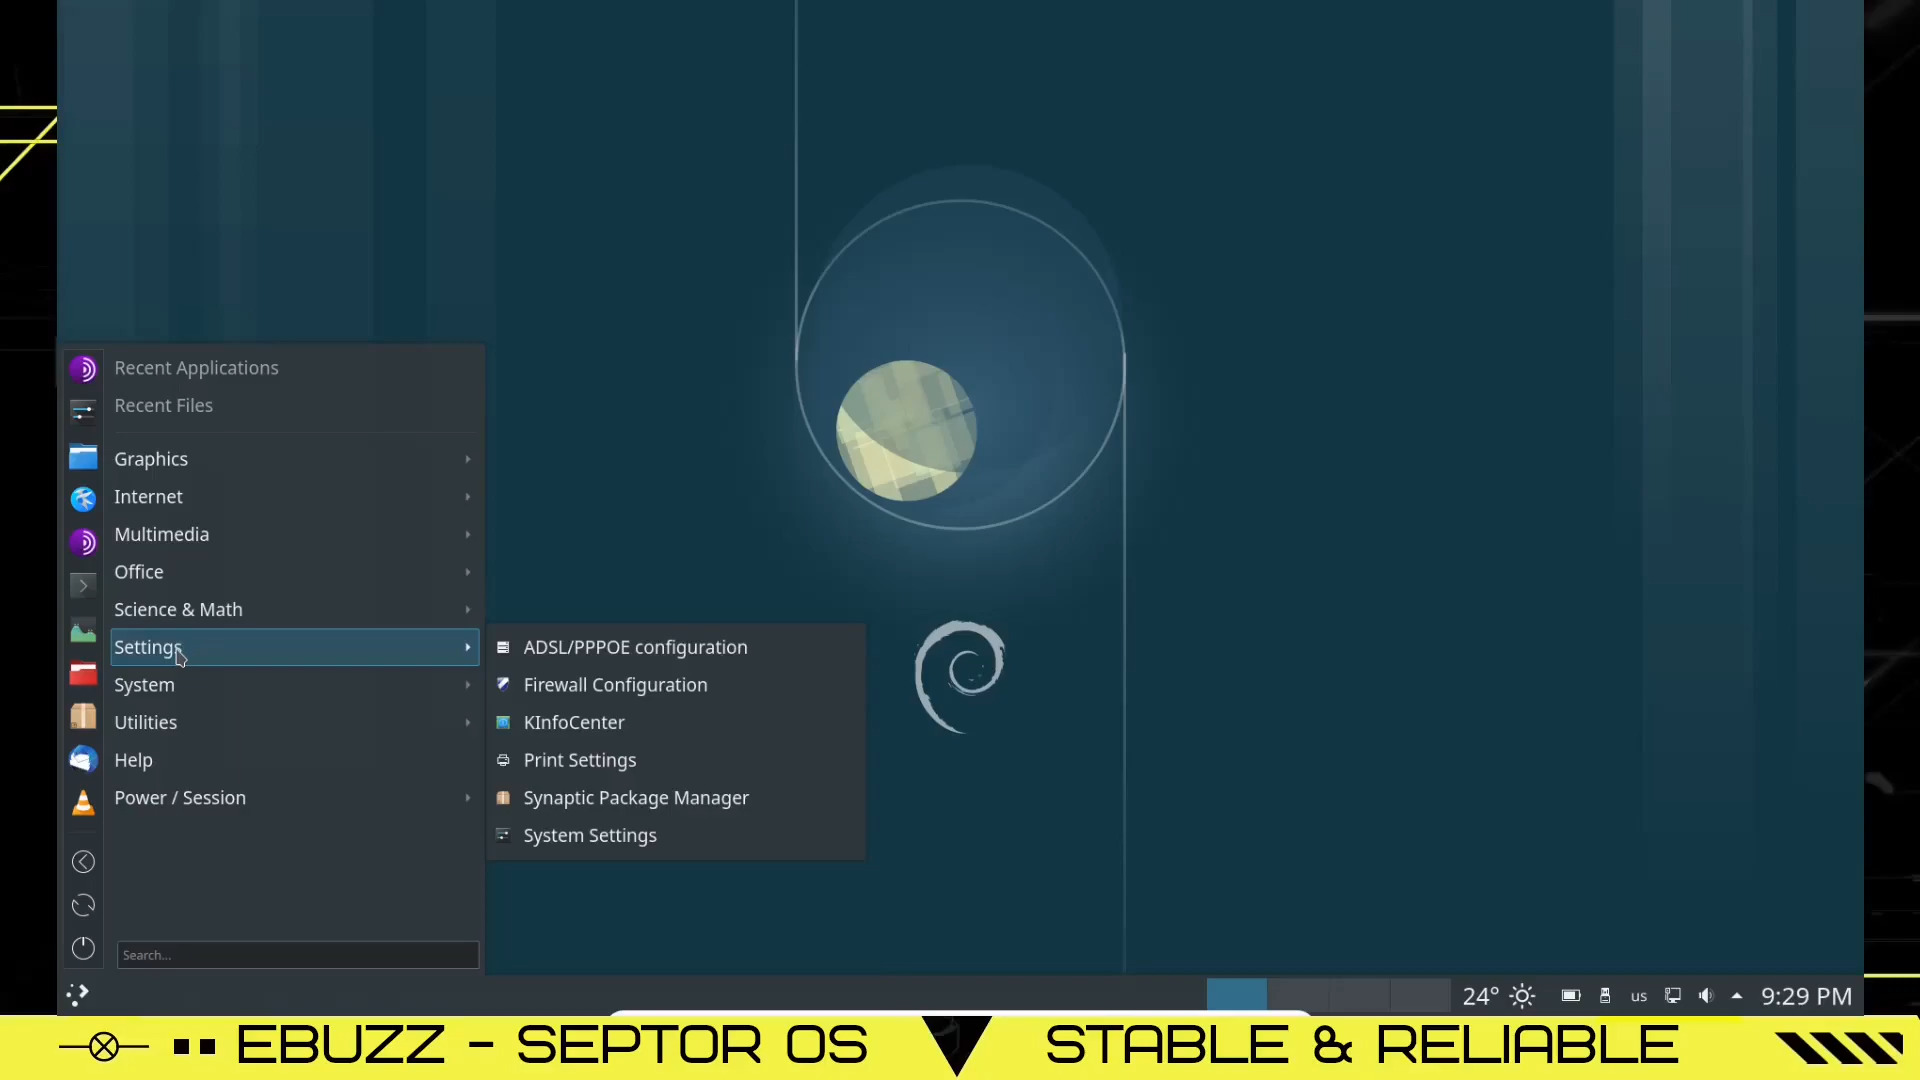 Recent Applications
Recent Files
Graphics
Internet
Multimedia
Office
Science & Math
Settings
System
Utilities
Help
Power / Session
Search...
ADSL/PPPOE configuration
Firewall Configuration
KInfoCenter
Print Settings
Synaptic Package Manager
System Settings
24° us 9:29 PM
EBUZZ - SEPTOR OS STABLE & RELIABLE